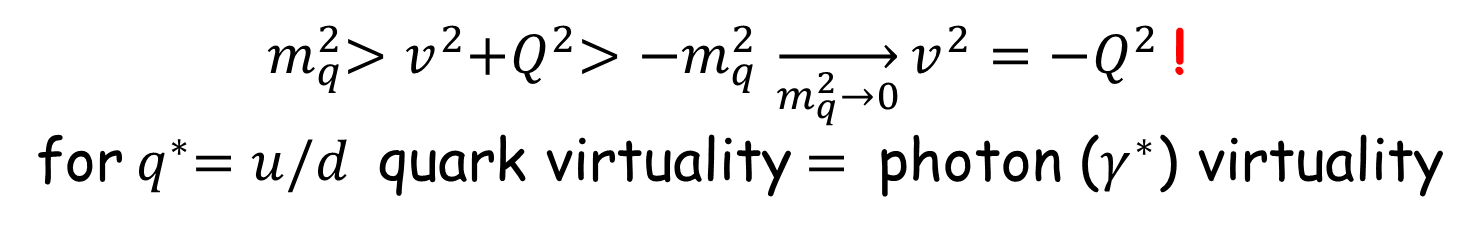 m_q^2 > v^2+Q^2 > −m_q^2 ⟶_{m_q^2→0} v^2 = −Q^2 !
for q^*= u/d quark virtuality = photon (γ^*) virtuality